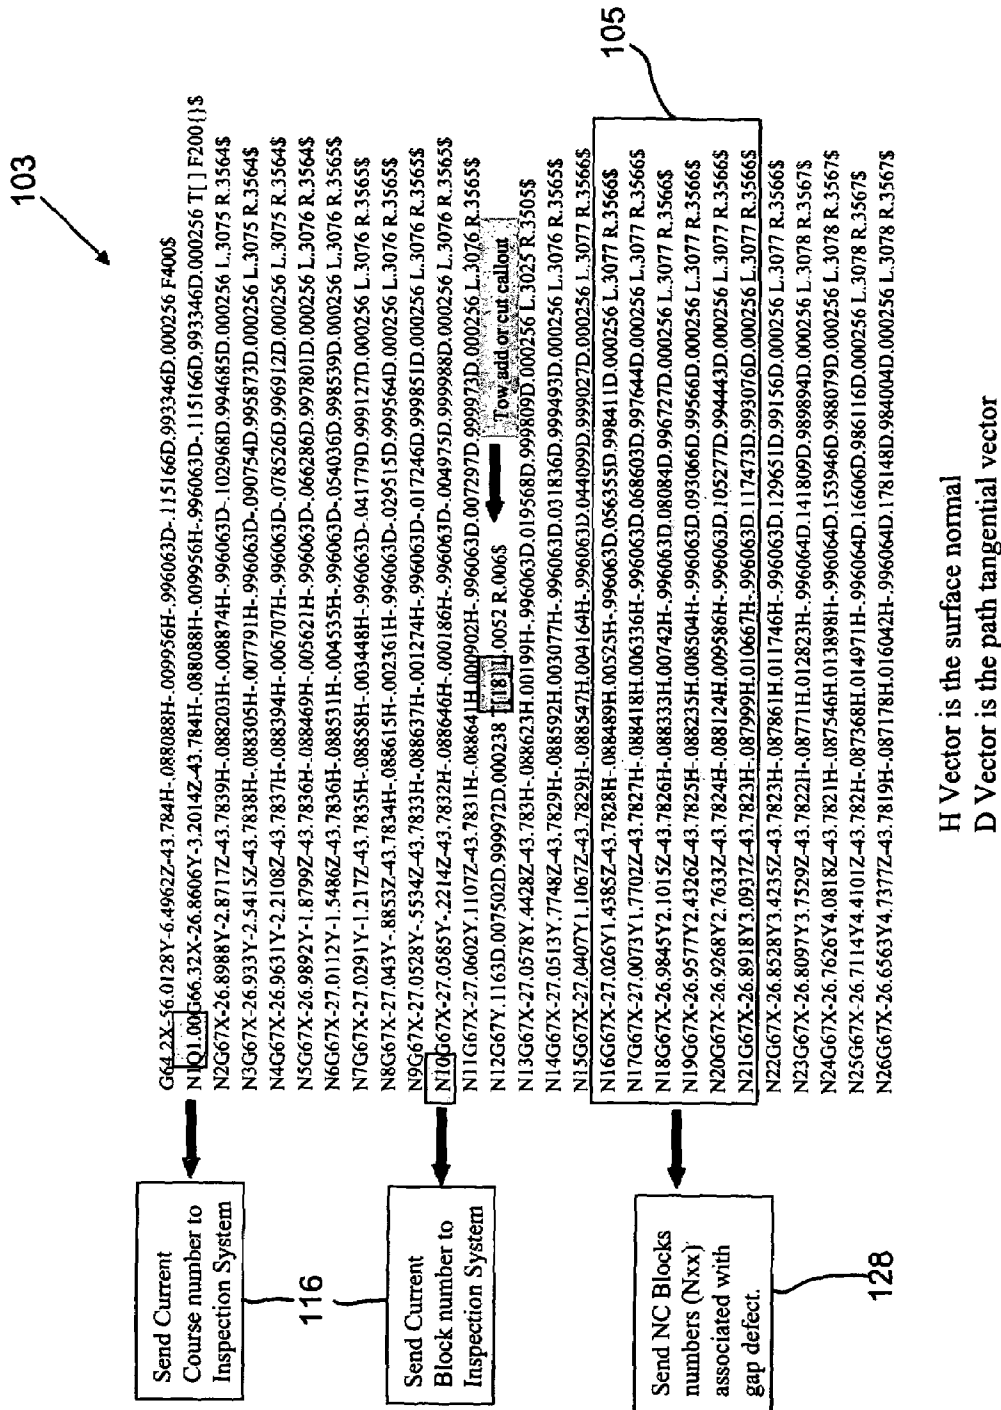 103
G64.2X-56.0128Y-6.4962Z-43.784H-.088088H-.009956H-.996063D-.115166D.993346D.000256 F400$
N1Q1.00G66.32X-26.8606Y-3.2014Z-43.784H-.088088H-.009956H-.996063D-.115166D.993346D.000256 T[ ] F200{}$
N2G67X-26.8988Y-2.8717Z-43.7839H-.088203H-.008874H-.996063D-.102968D.994685D.000256 L.3075 R.3564$
N3G67X-26.933Y-2.5415Z-43.7838H-.088305H-.007791H-.996063D-.090754D.995873D.000256 L.3075 R.3564$
N4G67X-26.9631Y-2.2108Z-43.7837H-.088394H-.006707H-.996063D-.078526D.996912D.000256 L.3075 R.3564$
N5G67X-26.9892Y-1.8799Z-43.7836H-.088469H-.005621H-.996063D-.066286D.997801D.000256 L.3076 R.3564$
N6G67X-27.0112Y-1.5486Z-43.7836H-.088531H-.004535H-.996063D-.054036D.998539D.000256 L.3076 R.3565$
N7G67X-27.0291Y-1.217Z-43.7835H-.088858H-.003448H-.996063D-.041779D.999127D.000256 L.3076 R.3565$
N8G67X-27.043Y-.8853Z-43.7834H-.088615H-.002361H-.996063D-.029515D.999564D.000256 L.3076 R.3565$
N9G67X-27.0528Y-.5534Z-43.7833H-.088637H-.001274H-.996063D-.017246D.999851D.000256 L.3076 R.3565$
N10G67X-27.0585Y-.2214Z-43.7832H-.088646H-.000186H-.996063D-.004975D.999988D.000256 L.3076 R.3565$
N11G67X-27.0602Y.1107Z-43.7831H-.088641H.000902H-.996063D.007297D.999973D.000256 L.3076 R.3565$
N12G67Y.1163D.007502D.999972D.000238 T[18]L.0052 R.006$ Tow add or cut callout
N13G67X-27.0578Y.4428Z-43.783H-.088623H.00199H-.996063D.019568D.999809D.000256 L.3025 R.3505$
N14G67X-27.0513Y.7748Z-43.7829H-.088592H.003077H-.996063D.031836D.999493D.000256 L.3076 R.3565$
N15G67X-27.0407Y1.1067Z-43.7829H-.088547H.004164H-.996063D.044099D.999027D.000256 L.3077 R.3566$
N16G67X-27.026Y1.4385Z-43.7828H-.088489H.00525H-.996063D.056355D.998411D.000256 L.3077 R.3566$
N17G67X-27.0073Y1.7702Z-43.7827H-.088418H.006336H-.996063D.068603D.997644D.000256 L.3077 R.3566$
N18G67X-26.9845Y2.1015Z-43.7826H-.088333H.00742H-.996063D.08084D.996727D.000256 L.3077 R.3566$
N19G67X-26.9577Y2.4326Z-43.7825H-.088235H.008504H-.996063D.093066D.99566D.000256 L.3077 R.3566$
N20G67X-26.9268Y2.7633Z-43.7824H-.088124H.009586H-.996063D.105277D.994443D.000256 L.3077 R.3566$
N21G67X-26.8918Y3.0937Z-43.7823H-.087999H.010667H-.996063D.117473D.993076D.000256 L.3077 R.3566$
N22G67X-26.8528Y3.4235Z-43.7823H-.087861H.011746H-.996063D.129651D.99156D.000256 L.3077 R.3566$
N23G67X-26.8097Y3.7529Z-43.7822H-.08771H.012823H-.996064D.141809D.989894D.000256 L.3078 R.3567$
N24G67X-26.7626Y4.0818Z-43.7821H-.087546H.013898H-.996064D.153946D.988079D.000256 L.3078 R.3567$
N25G67X-26.7114Y4.4101Z-43.782H-.087368H.014971H-.996064D.16606D.986116D.000256 L.3078 R.3567$
N26G67X-26.6563Y4.7377Z-43.7819H-.087178H.016042H-.996064D.178148D.984004D.000256 L.3078 R.3567$
105
Send Current
Course number to
Inspection System
116
Send Current
Block number to
Inspection System
Send NC Blocks
numbers (Nxx)
associated with
gap defect.
128
H Vector is the surface normal
D Vector is the path tangential vector